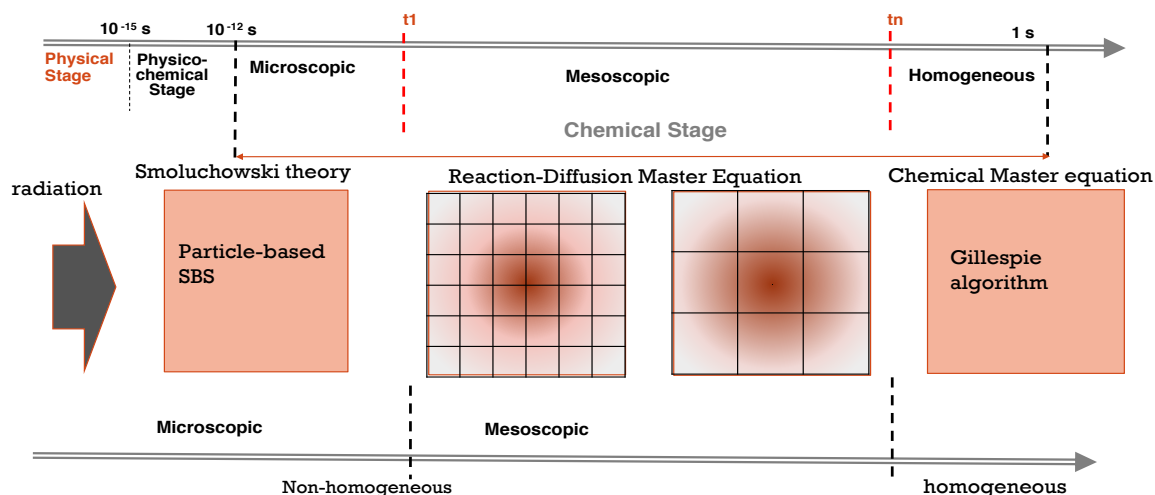 10 -15 s
10 -12 s
t1
tn
1 s
Physical
Stage
Physico-
chemical
Stage
Microscopic
Mesoscopic
Homogeneous
Chemical Stage
radiation
Smoluchowski theory
Reaction-Diffusion Master Equation
Chemical Master equation
Particle-based
SBS
Gillespie
algorithm
Microscopic
Mesoscopic
Non-homogeneous
homogeneous